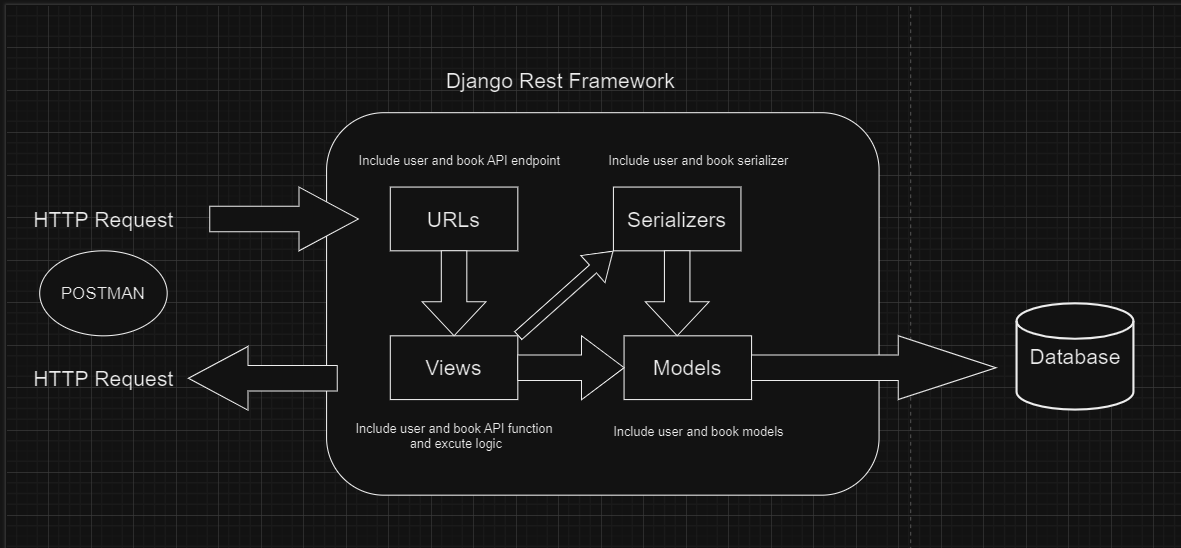 Django Rest Framework
Include user and book API endpoint
Include user and book serializer
HTTP Request
URLs
Serializers
POSTMAN
Database
HTTP Request
Views
Models
Include user and book API function
and excute logic
Include user and book models